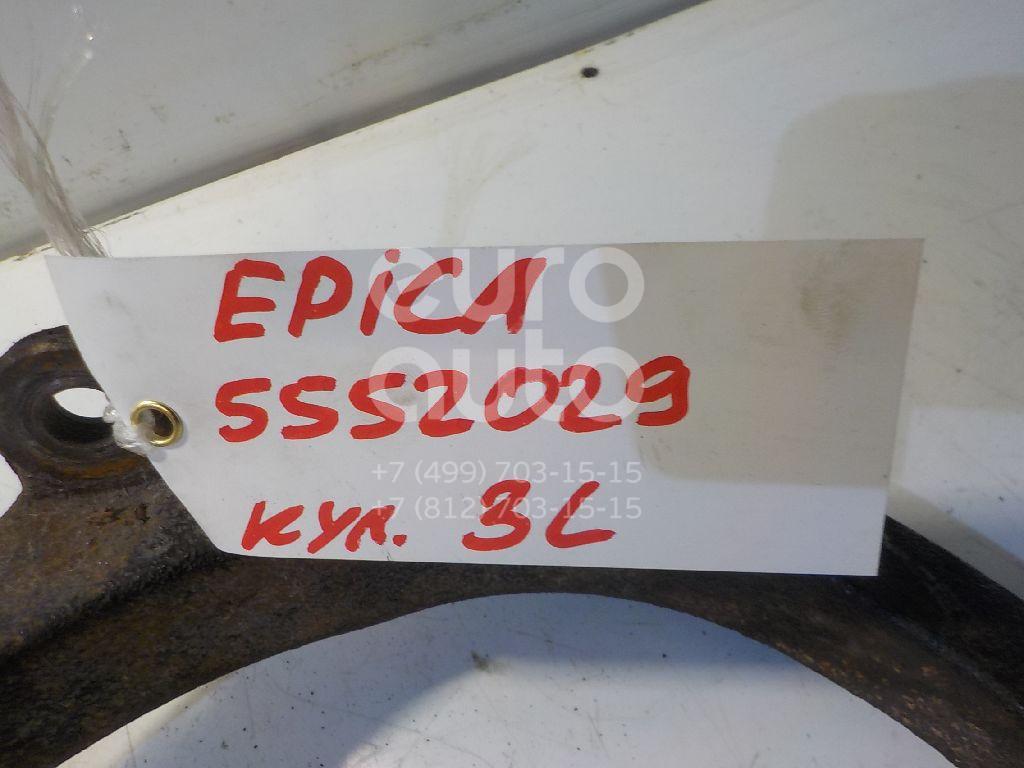 EPiCA
5552029
кул. 3L
euro
auto
+7 (499) 703-15-15
+7 (812) 703-15-15